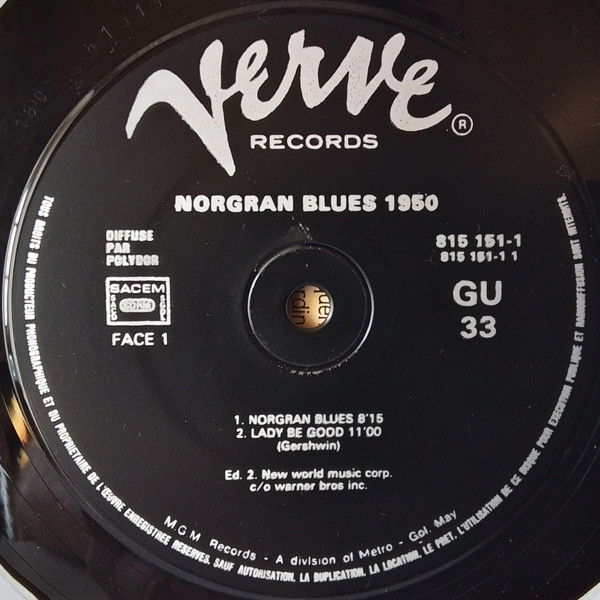 Verve
®
RECORDS
NORGRAN BLUES 1950
DIFFUSE
PAR
POLYDOR
815 151-1
815 151-1 1
SACEM
GU
33
FACE 1
1. NORGRAN BLUES 8'15
2. LADY BE GOOD 11'00
(Gershwin)
Ed. 2. New world music corp.
c/o warner bros inc.
M.G.M Records - A division of Metro - Gol. May
TOUS DROITS DU PRODUCTEUR PHONOGRAPHIQUE ET DU PROPRIETAIRE DE L'ŒUVRE ENREGISTREE RESERVES. SAUF AUTORISATION, LA DUPLICATION, LA LOCATION, LE PRET, L'UTILISATION DE CE DISQUE POUR EXECUTION PUBLIQUE ET RADIODIFFUSION SONT INTERDITS.